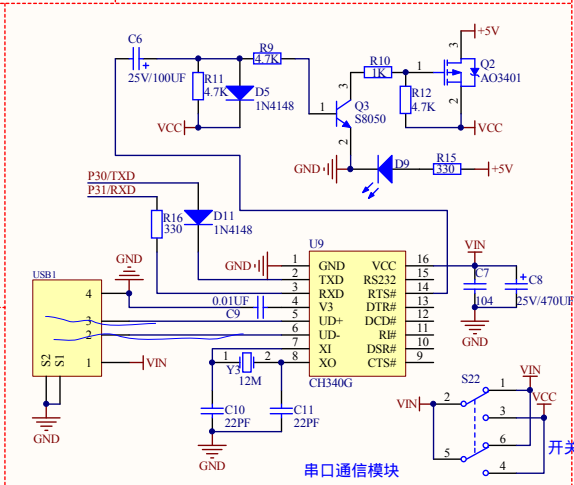 C6
+
25V/100UF
R11
4.7K
D5
1N4148
VCC
R9
4.7K
R10
1K
1
3
2
Q3
S8050
R12
4.7K
+5V
3
1
2
Q2
AO3401
VCC
GND
D9
R15
330
+5V
P30/TXD
P31/RXD
R16
330
D11
1N4148
GND
USB1
4
3
2
1
S2
S1
VIN
GND
0.01UF
C9
GND
U9
1 GND VCC 16
2 TXD RS232 15
3 RXD RTS# 14
4 V3 DTR# 13
5 UD+ DCD# 12
6 UD- RI# 11
7 XI DSR# 10
8 XO CTS# 9
CH340G
1
2
Y3
12M
C10
22PF
C11
22PF
GND
VIN
C7
104
+
C8
25V/470UF
GND
S22
VIN
2
5
1
3
6
4
VIN
VCC
开关
串口通信模块